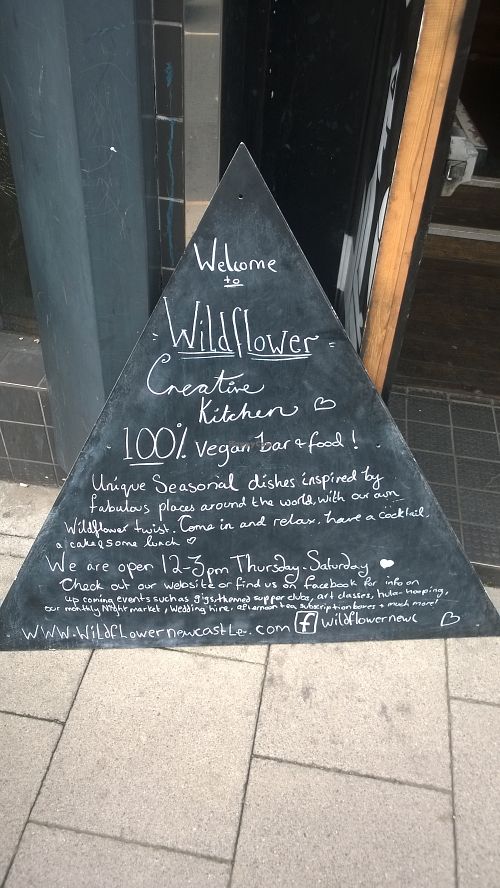 Welcome
to
Wildflower
Creative
Kitchen
100% vegan bar & food!
Unique Seasonal dishes inspired by
fabulous places around the world, with our own
Wildflower twist. Come in and relax, have a cocktail,
a cake & some lunch
We are open 12-3pm Thursday-Saturday
Check out our website or find us on facebook for info on
up coming events such as gigs, themed supper clubs, art classes, hula-hooping,
our monthly Night market, Wedding hire, afternoon tea, subscription boxes + much more!
www.wildflowernewcastle.com f wildflowernewc